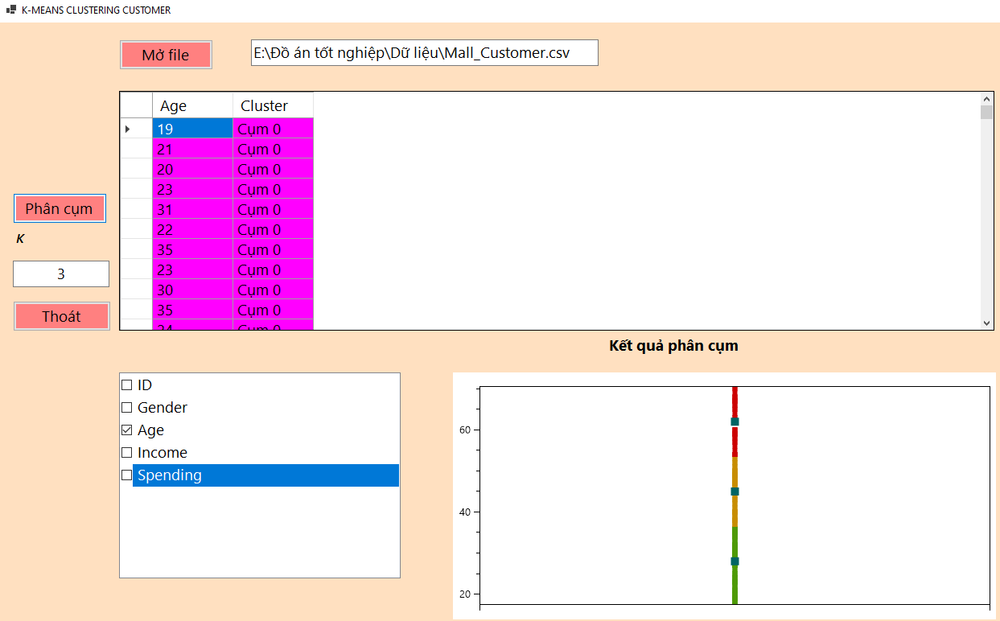 K-MEANS CLUSTERING CUSTOMER
Mở file
E:\Đồ án tốt nghiệp\Dữ liệu\Mall_Customer.csv
Age Cluster
19 Cụm 0
21 Cụm 0
20 Cụm 0
23 Cụm 0
31 Cụm 0
22 Cụm 0
35 Cụm 0
23 Cụm 0
30 Cụm 0
35 Cụm 0
Phân cụm
K
3
Thoát
Kết quả phân cụm
ID
Gender
Age
Income
Spending
60
40
20